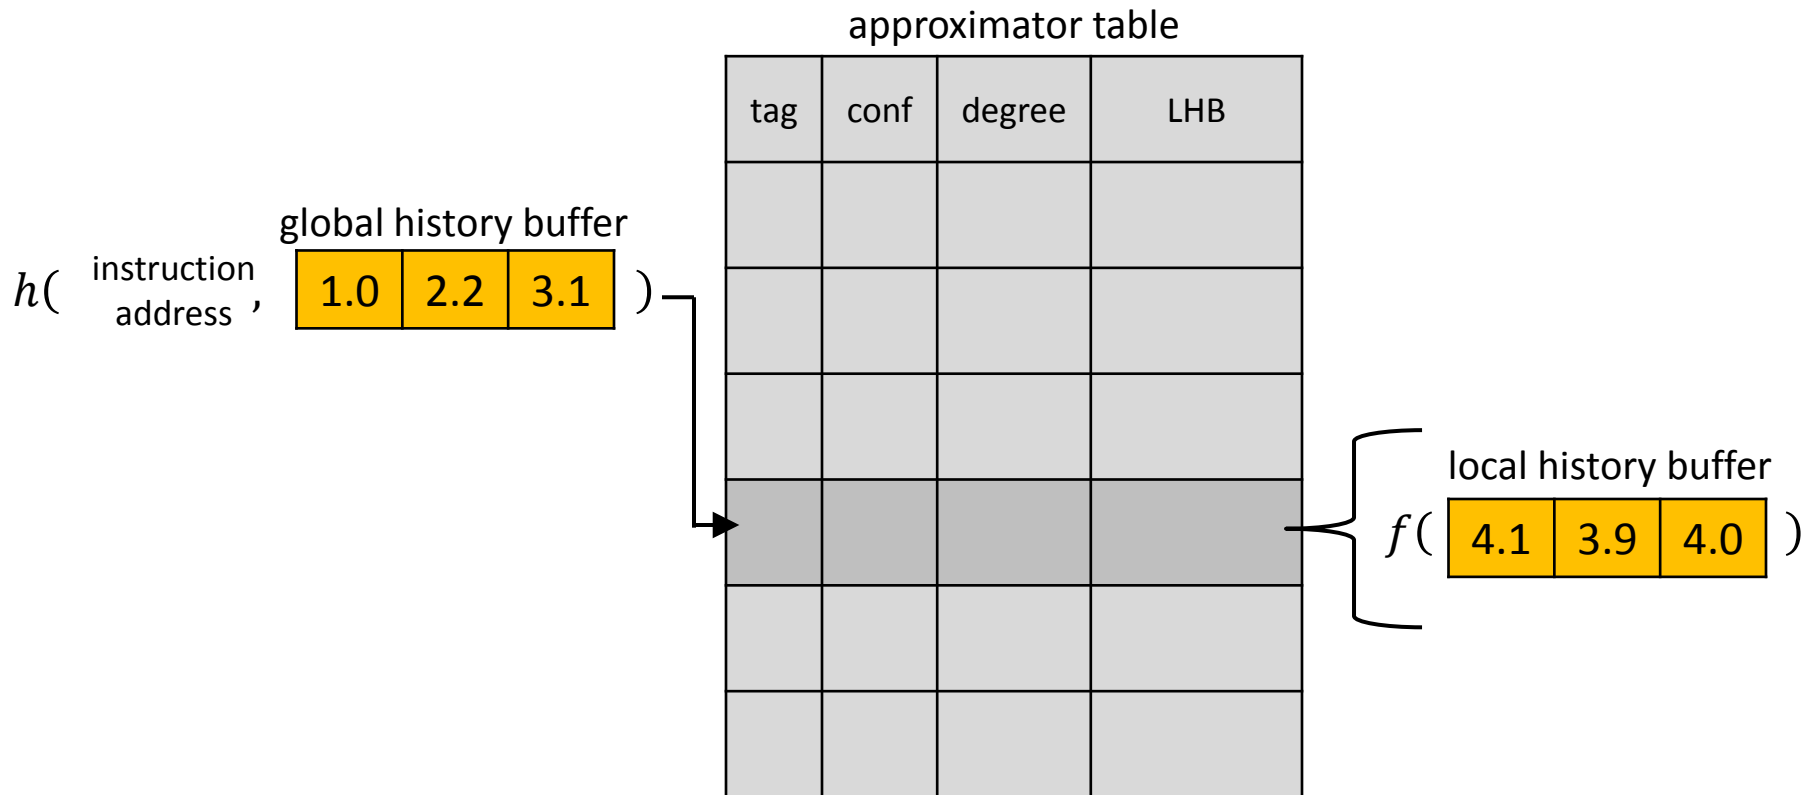 approximator table
tag conf degree LHB
global history buffer
h( instruction address, 1.0 2.2 3.1 )
local history buffer
f( 4.1 3.9 4.0 )